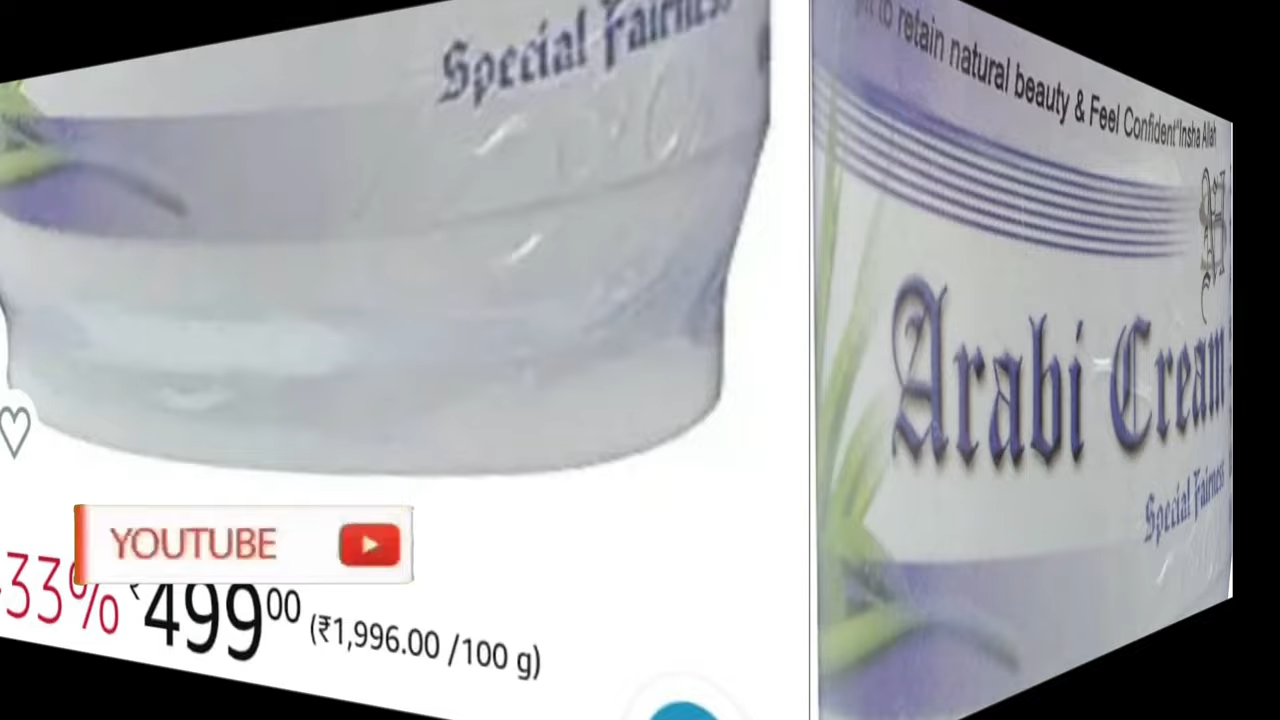 Special Fairness
YOUTUBE
-33% ₹49900 (₹1,996.00 /100 g)
to retain natural beauty & Feel Confident"Insha Allah
Arabi Cream
Special Fairness